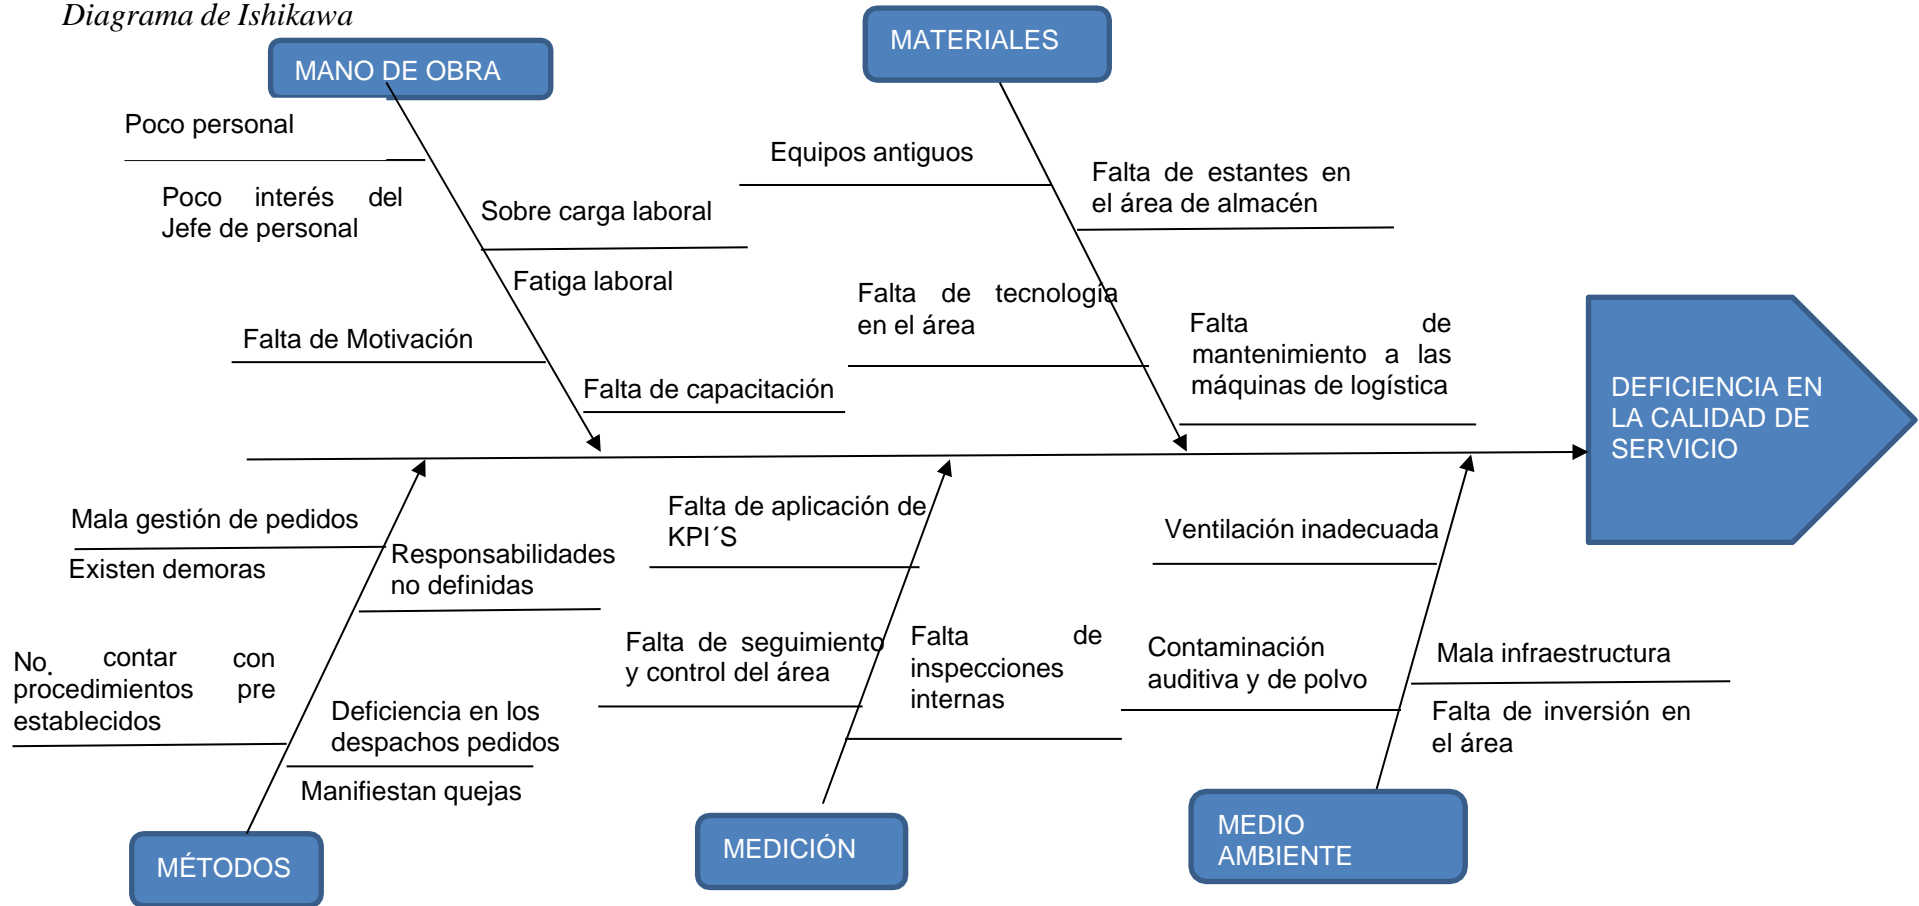 Diagrama de Ishikawa
MANO DE OBRA
MATERIALES
Poco personal
Poco interés del
Jefe de personal
Sobre carga laboral
Fatiga laboral
Falta de Motivación
Falta de capacitación
Equipos antiguos
Falta de estantes en
el área de almacén
Falta de tecnología
en el área
Falta de
mantenimiento a las
máquinas de logística
DEFICIENCIA EN
LA CALIDAD DE
SERVICIO
Mala gestión de pedidos
Existen demoras
Responsabilidades
no definidas
No. contar con
procedimientos pre
establecidos
Deficiencia en los
despachos pedidos
Manifiestan quejas
Falta de aplicación de
KPI´S
Falta de seguimiento
y control del área
Falta de
inspecciones
internas
Ventilación inadecuada
Contaminación
auditiva y de polvo
Mala infraestructura
Falta de inversión en
el área
MÉTODOS
MEDICIÓN
MEDIO
AMBIENTE